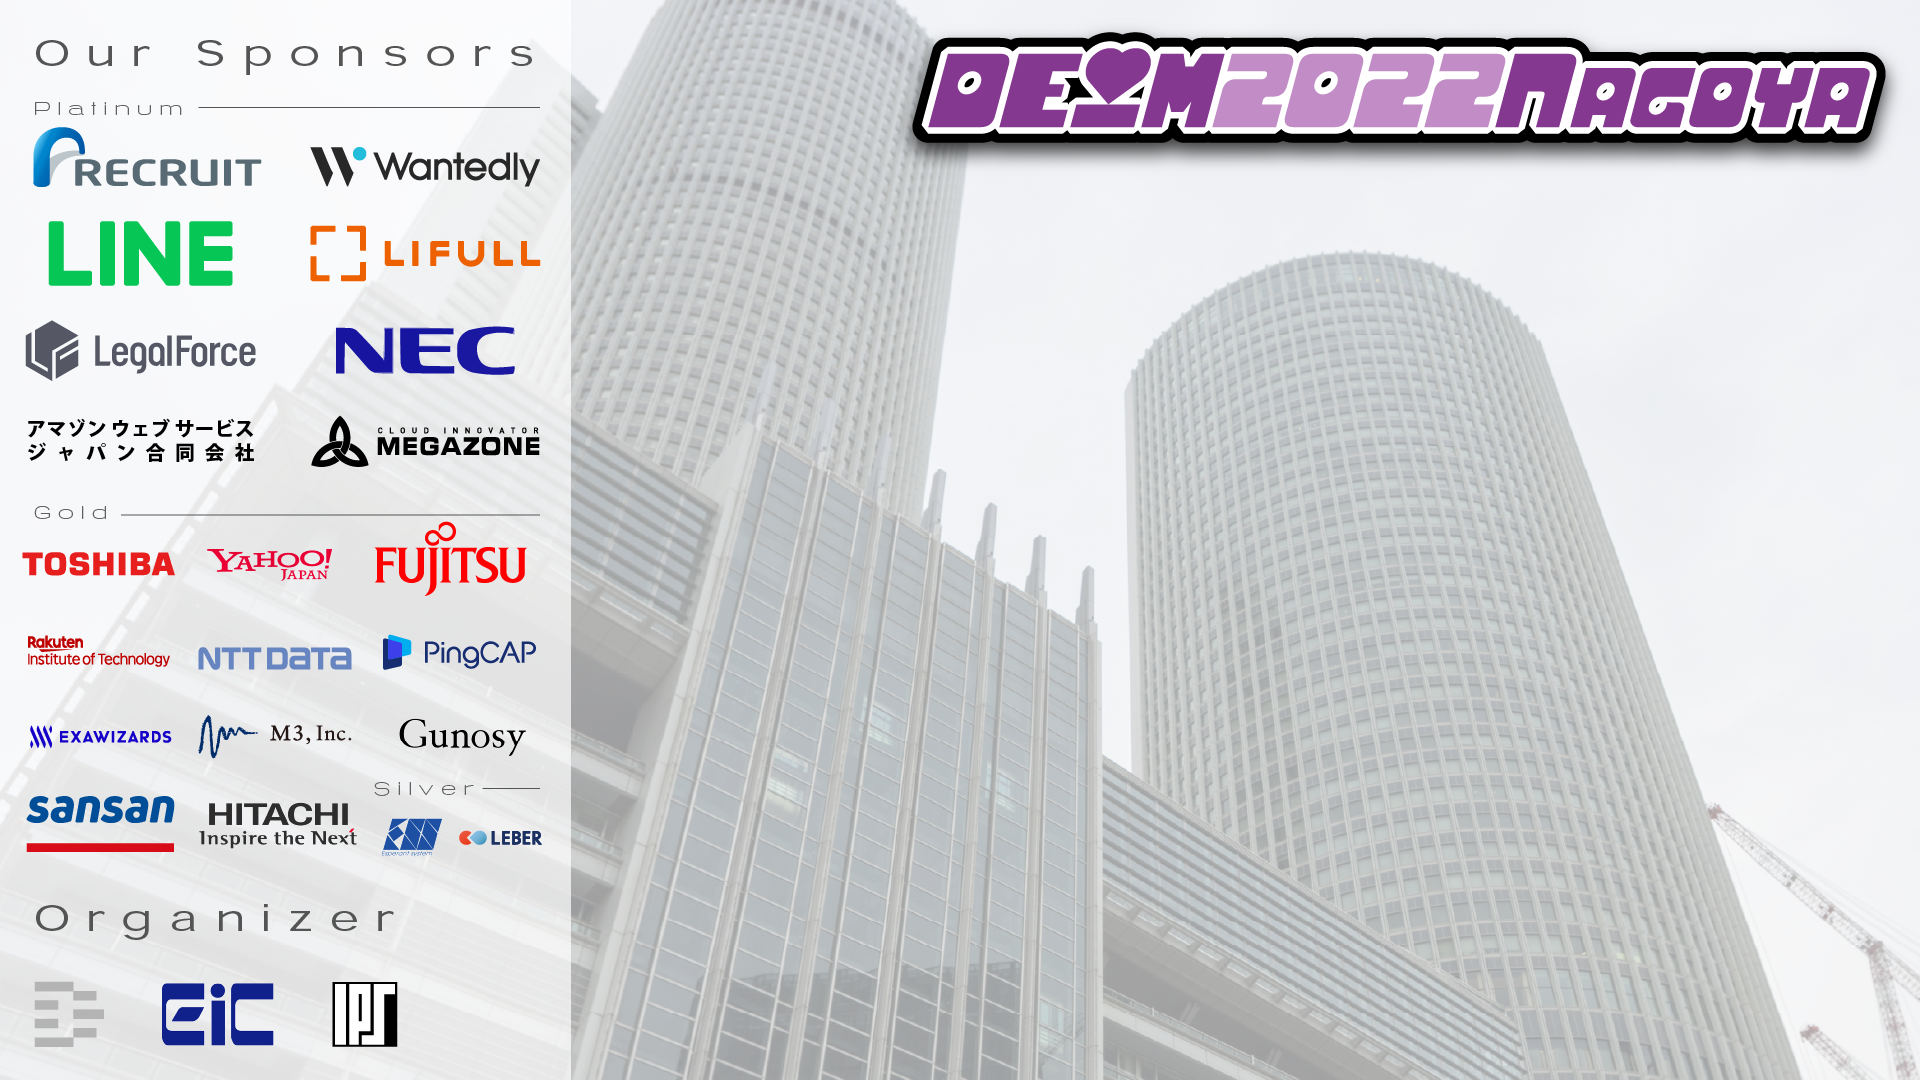 Our Sponsors
Platinum
RECRUIT
Wantedly
LINE
LIFULL
LegalForce
NEC
アマゾン ウェブ サービス
ジャパン合同会社
CLOUD INNOVATOR
MEGAZONE
Gold
TOSHIBA
YAHOO!
JAPAN
FUJITSU
Rakuten
Institute of Technology
NTT DATA
PingCAP
EXAWIZARDS
M3, Inc.
Gunosy
sansan
HITACHI
Inspire the Next
Silver
Esperant system
LEBER
Organizer
EiC
IPSJ
DEIM2022NAGOYA